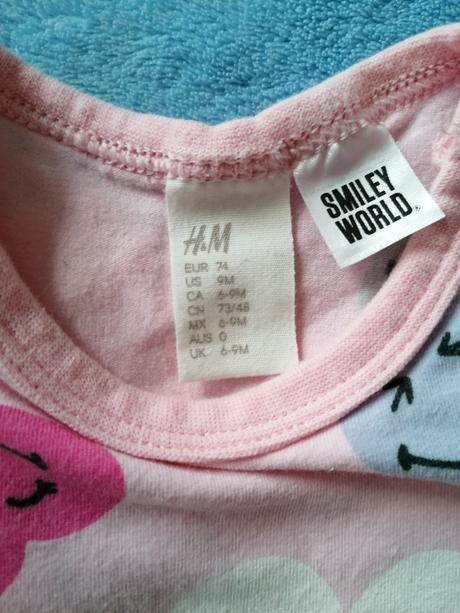 H&M
EUR 74
US 9M
CA 6-9M
CN 73/48
MX 6-9M
AUS 0
UK 6-9M
SMILEY
WORLD®